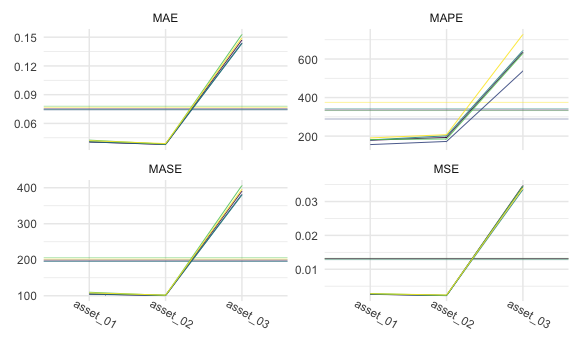 MAE
MAPE
0.15
0.12
0.09
0.06
600
400
200
MASE
MSE
400
300
200
100
0.03
0.02
0.01
asset_01
asset_02
asset_03
asset_01
asset_02
asset_03